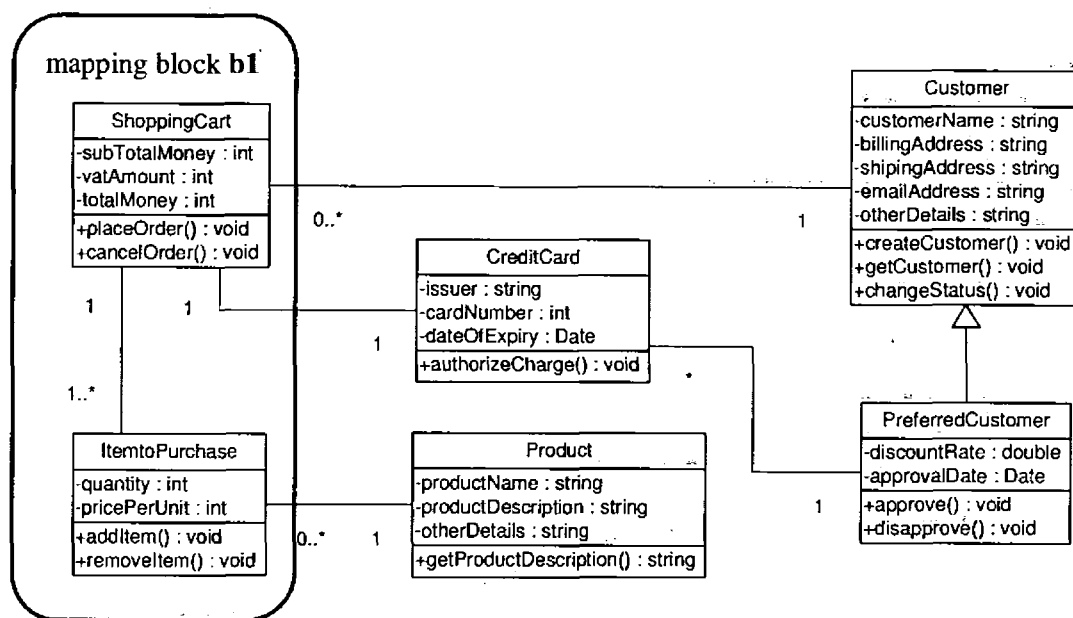 mapping block b1
ShoppingCart
-subTotalMoney : int
-vatAmount : int
-totalMoney : int
+placeOrder() : void
+cancelOrder() : void
1
1
1..*
ItemtoPurchase
-quantity : int
-pricePerUnit : int
+addItem() : void
+removeItem() : void
0..*
1
CreditCard
-issuer : string
-cardNumber : int
-dateOfExpiry : Date
+authorizeCharge() : void
1
*
Product
-productName : string
-productDescription : string
-otherDetails : string
+getProductDescription() : string
0..*
1
Customer
-customerName : string
-billingAddress : string
-shipingAddress : string
-emailAddress : string
-otherDetails : string
+createCustomer() : void
+getCustomer() : void
+changeStatus() : void
PreferredCustomer
-discountRate : double
-approvalDate : Date
+approve() : void
+disapprove() : void
1